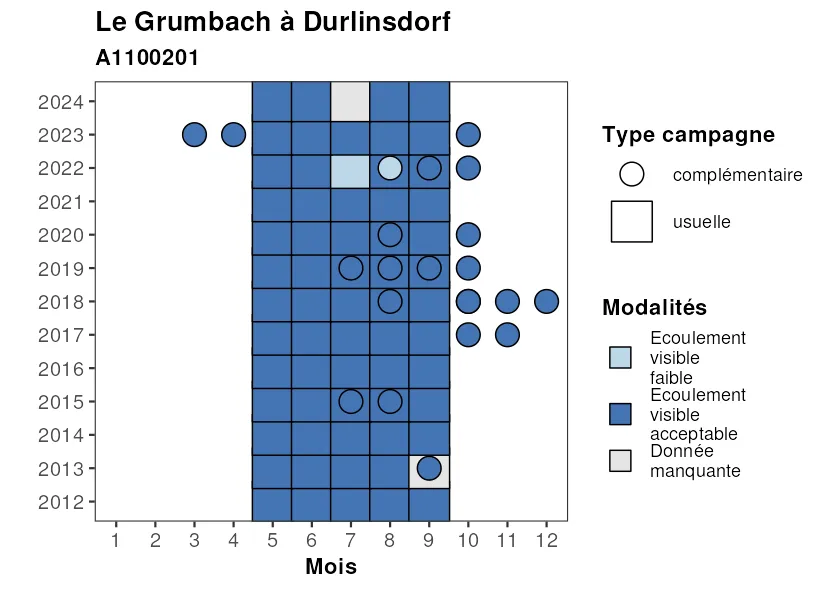 Le Grumbach à Durlinsdorf
A1100201
2024
2023
2022
2021
2020
2019
2018
2017
2016
2015
2014
2013
2012
1 2 3 4 5 6 7 8 9 10 11 12
Mois
Type campagne
complémentaire
usuelle
Modalités
Ecoulement
visible
faible
Ecoulement
visible
acceptable
Donnée
manquante